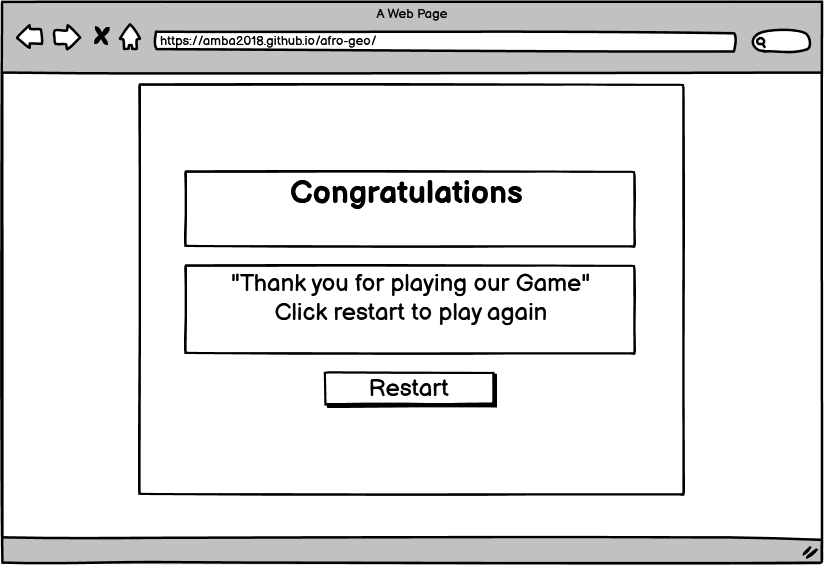 A Web Page
https://amba2018.github.io/afro-geo/
Congratulations
"Thank you for playing our Game"
Click restart to play again
Restart